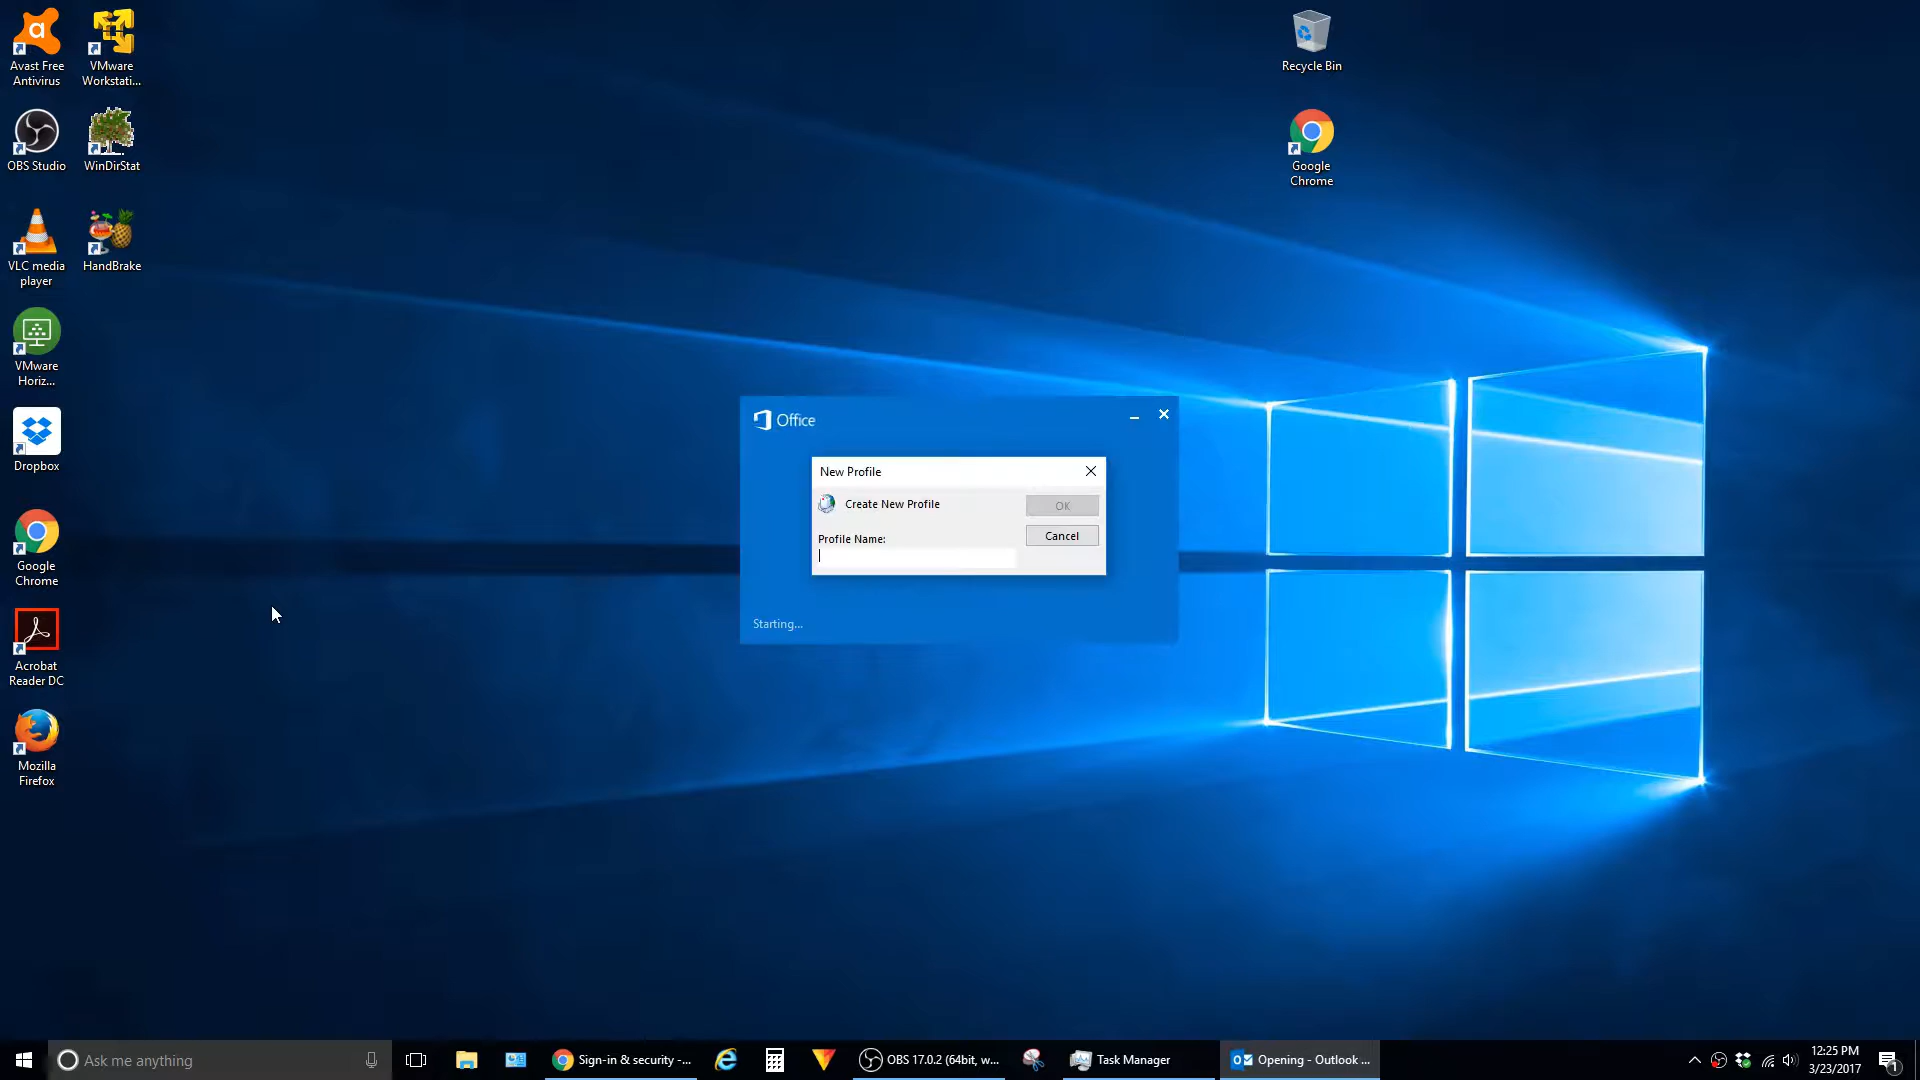 Avast Free
Antivirus
VMware
Workstati...
OBS Studio
WinDirStat
VLC media
player
HandBrake
VMware
Horiz...
Dropbox
Google
Chrome
Acrobat
Reader DC
Mozilla
Firefox
Recycle Bin
Google
Chrome
Office
New Profile
Create New Profile
OK
Cancel
Profile Name:
Starting...
Ask me anything
Sign-in & security -...
OBS 17.0.2 (64bit, w...
Task Manager
Opening - Outlook ...
12:25 PM
3/23/2017
1